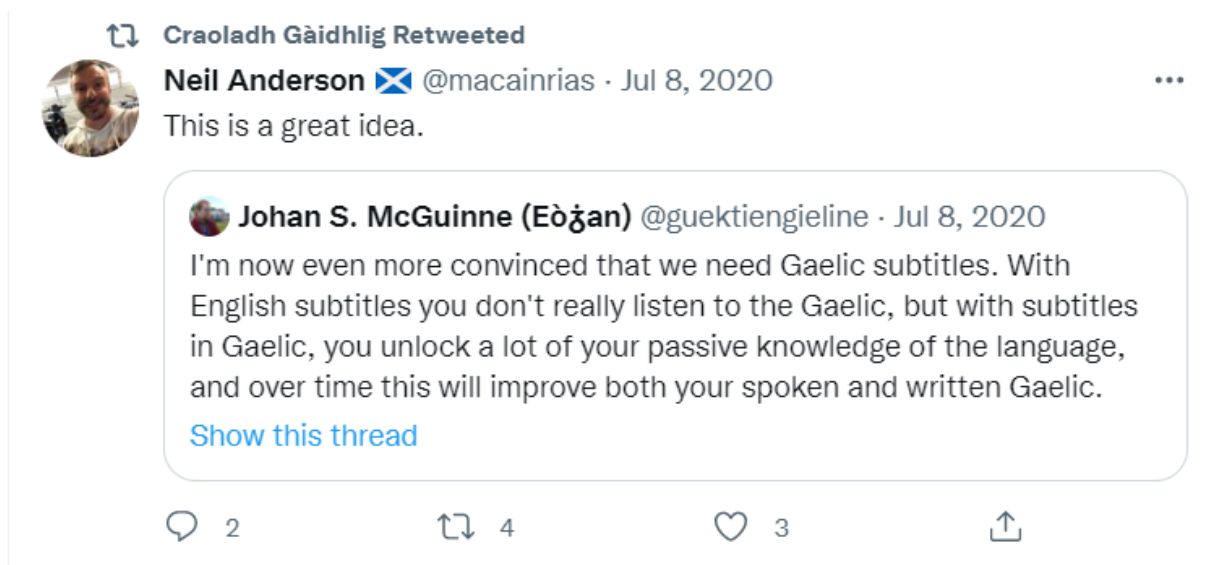 Craoladh Gàidhlig Retweeted
Neil Anderson 🏴󠁧󠁢󠁳󠁣󠁴󠁿 @macainrias · Jul 8, 2020
This is a great idea.
Johan S. McGuinne (Eòᵹ̇an) @guektiengieline · Jul 8, 2020
I'm now even more convinced that we need Gaelic subtitles. With
English subtitles you don't really listen to the Gaelic, but with subtitles
in Gaelic, you unlock a lot of your passive knowledge of the language,
and over time this will improve both your spoken and written Gaelic.
Show this thread
2 4 3